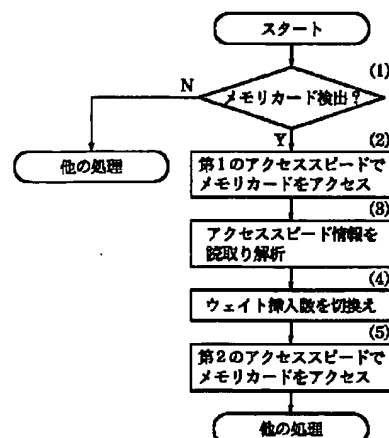 スタート
(1)
N
メモリカード検出？
Y
(2)
他の処理
第1のアクセススピードで
メモリカードをアクセス
(3)
アクセススピード情報を
読取り解析
(4)
ウェイト挿入数を切換え
(5)
第2のアクセススピードで
メモリカードをアクセス
他の処理